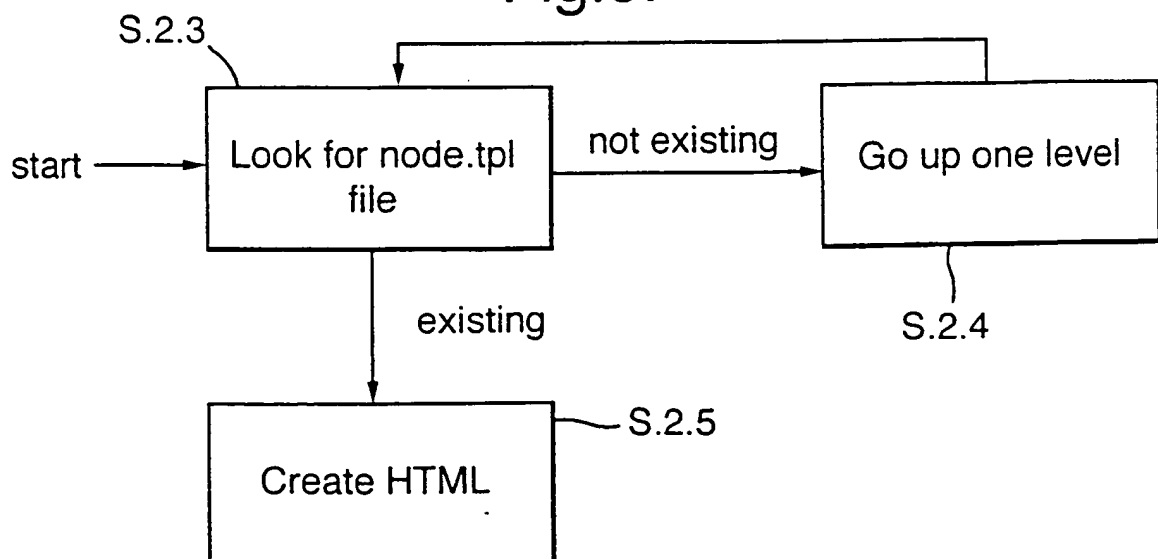 S.2.3
start
Look for node.tpl
file
not existing
Go up one level
existing
S.2.4
S.2.5
Create HTML